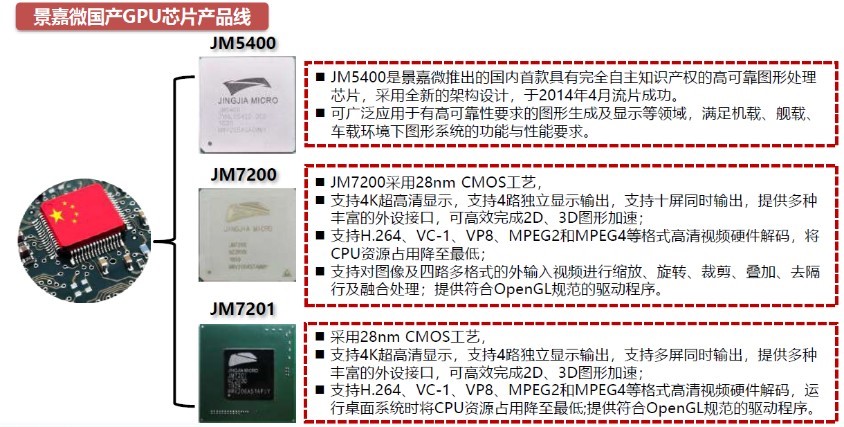 景嘉微国产GPU芯片产品线
JM5400
JINGJIA MICRO
■ JM5400是景嘉微推出的国内首款具有完全自主知识产权的高可靠图形处理
芯片，采用全新的架构设计，于2014年4月流片成功。
■ 可广泛应用于有高可靠性要求的图形生成及显示等领域，满足机载、舰载、
车载环境下图形系统的功能与性能要求。
JM7200
JINGJIA MICRO
JM7200
■ JM7200采用28nm CMOS工艺，
■ 支持4K超高清显示，支持4路独立显示输出，支持十屏同时输出，提供多种
丰富的外设接口，可高效完成2D、3D图形加速；
■ 支持H.264、VC-1、VP8、MPEG2和MPEG4等格式高清视频硬件解码，将
CPU资源占用降至最低；
■ 支持对图像及四路多格式的外输入视频进行缩放、旋转、裁剪、叠加、去隔
行及融合处理；提供符合OpenGL规范的驱动程序。
JM7201
JINGJIA MICRO
JM7201
■ 采用28nm CMOS工艺，
■ 支持4K超高清显示，支持4路独立显示输出，支持多屏同时输出，提供多种
丰富的外设接口，可高效完成2D、3D图形加速；
■ 支持H.264、VC-1、VP8、MPEG2和MPEG4等格式高清视频硬件解码，运
行桌面系统时将CPU资源占用降至最低;提供符合OpenGL规范的驱动程序。